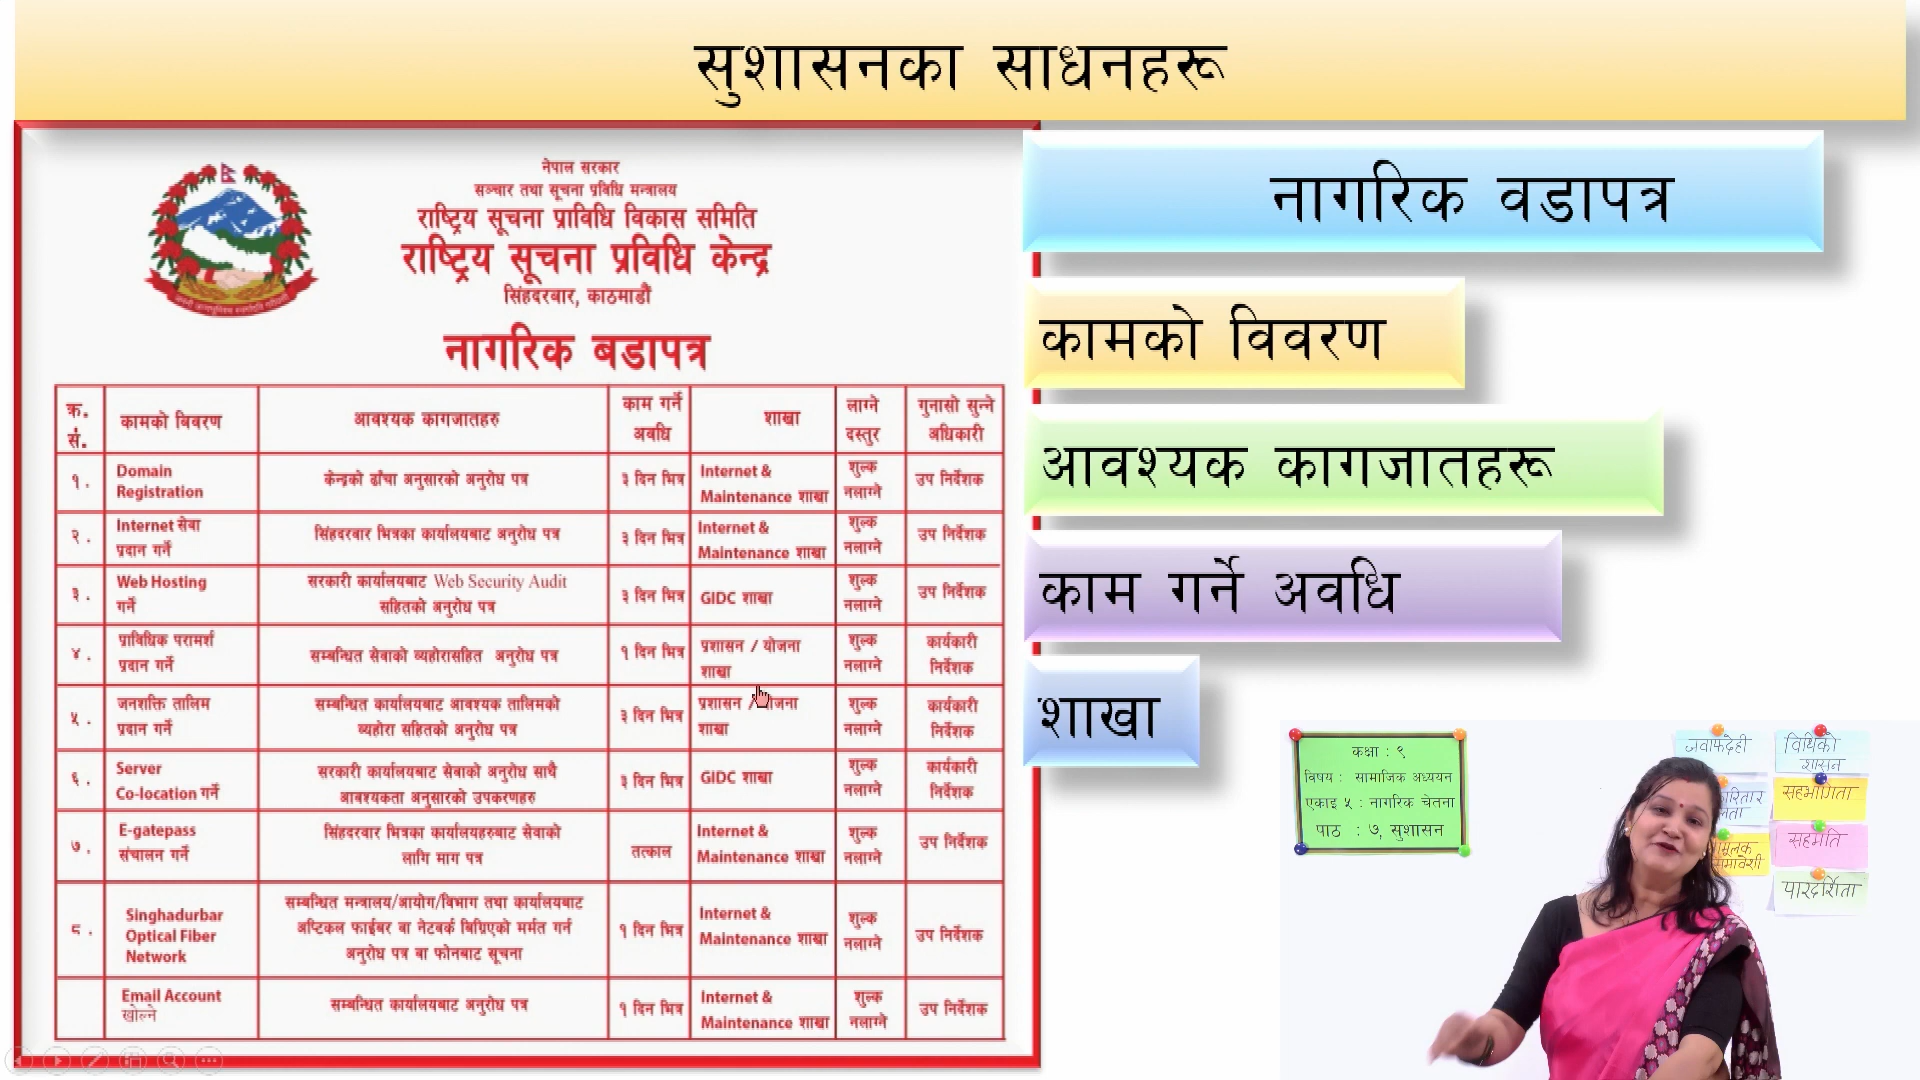 सुशासनका साधनहरू
नेपाल सरकार
सञ्चार तथा सूचना प्रविधि मन्त्रालय
राष्ट्रिय सूचना प्राविधि विकास समिति
राष्ट्रिय सूचना प्रविधि केन्द्र
सिंहदरबार, काठमाडौं
नागरिक बडापत्र
क्र. सं. कामको बिवरण आवश्यक कागजातहरु काम गर्ने अवधि शाखा लाग्ने दस्तुर गुनासो सुन्ने अधिकारी
१. Domain Registration केन्द्रको ढाँचा अनुसारको अनुरोध पत्र ३ दिन भित्र Internet & Maintenance शाखा शुल्क नलाग्ने उप निर्देशक
२. Internet सेवा प्रदान गर्ने सिंहदरबार भित्रका कार्यालयबाट अनुरोध पत्र ३ दिन भित्र Internet & Maintenance शाखा शुल्क नलाग्ने उप निर्देशक
३. Web Hosting गर्ने सरकारी कार्यालयबाट Web Security Audit सहितको अनुरोध पत्र ३ दिन भित्र GIDC शाखा शुल्क नलाग्ने उप निर्देशक
४. प्राविधिक परामर्श प्रदान गर्ने सम्बन्धित सेवाको व्यहोरासहित अनुरोध पत्र १ दिन भित्र प्रशासन / योजना शाखा शुल्क नलाग्ने कार्यकारी निर्देशक
५. जनशक्ति तालिम प्रदान गर्ने सम्बन्धित कार्यालयबाट आवश्यक तालिमको व्यहोरा सहितको अनुरोध पत्र ३ दिन भित्र प्रशासन / योजना शाखा शुल्क नलाग्ने कार्यकारी निर्देशक
६. Server Co-location गर्ने सरकारी कार्यालयबाट सेवाको अनुरोध साथै आवश्यकता अनुसारको उपकरणहरु ३ दिन भित्र GIDC शाखा शुल्क नलाग्ने कार्यकारी निर्देशक
७. E-gatepass संचालन गर्ने सिंहदरबार भित्रका कार्यालयहरुबाट सेवाको लागि माग पत्र तत्काल Internet & Maintenance शाखा शुल्क नलाग्ने उप निर्देशक
८. Singhadurbar Optical Fiber Network सम्बन्धित मन्त्रालय/आयोग/विभाग तथा कार्यालयबाट अप्टिकल फाईबर वा नेटवर्क बिग्रिएको मर्मत गर्न अनुरोध पत्र वा फोनबाट सूचना १ दिन भित्र Internet & Maintenance शाखा शुल्क नलाग्ने उप निर्देशक
Email Account खोल्ने सम्बन्धित कार्यालयबाट अनुरोध पत्र १ दिन भित्र Internet & Maintenance शाखा शुल्क नलाग्ने उप निर्देशक
नागरिक वडापत्र
कामको विवरण
आवश्यक कागजातहरू
काम गर्ने अवधि
शाखा
कक्षा : ९
विषय : सामाजिक अध्ययन
एकाइ ५ : नागरिक चेतना
पाठ : ७, सुशासन
जवाफदेही
विधिको
शासन
सहभागिता
सहमति
पारदर्शिता